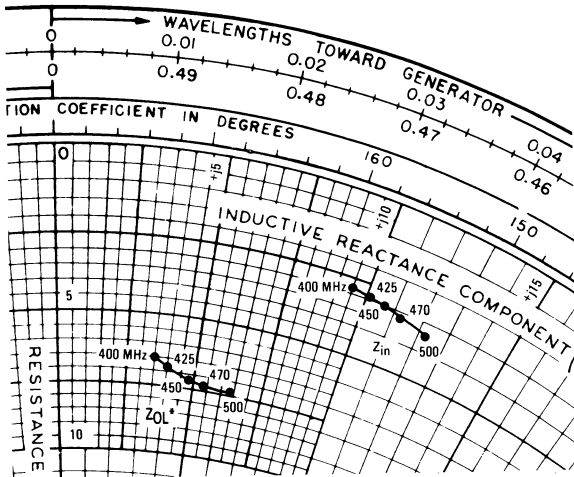 WAVELENGTHS TOWARD GENERATOR
0 0.01 0.02 0.03 0.04
0 0.49 0.48 0.47 0.46
TION COEFFICIENT IN DEGREES
160 150
0 +j5 +j10 +j15
INDUCTIVE REACTANCE COMPONENT
400 MHz 425
450 470
500
Zin
5
400 MHz 425
450 470
500
ZOL*
10
RESISTANCE